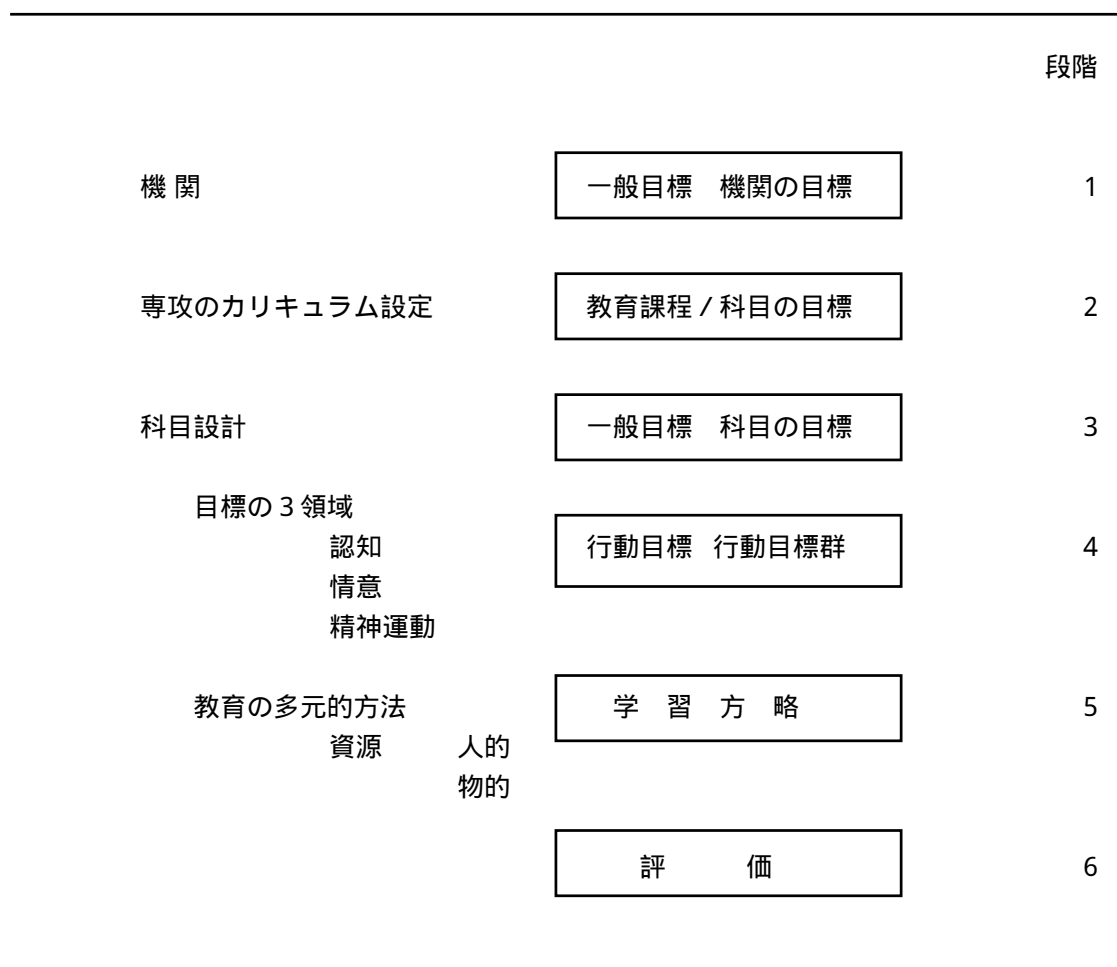 段階
機 関 一般目標 機関の目標 1
専攻のカリキュラム設定 教育課程 / 科目の目標 2
科目設計 一般目標 科目の目標 3
目標の3領域
認知 行動目標 行動目標群 4
情意
精神運動
教育の多元的方法 学 習 方 略 5
資源 人的
物的
評 価 6